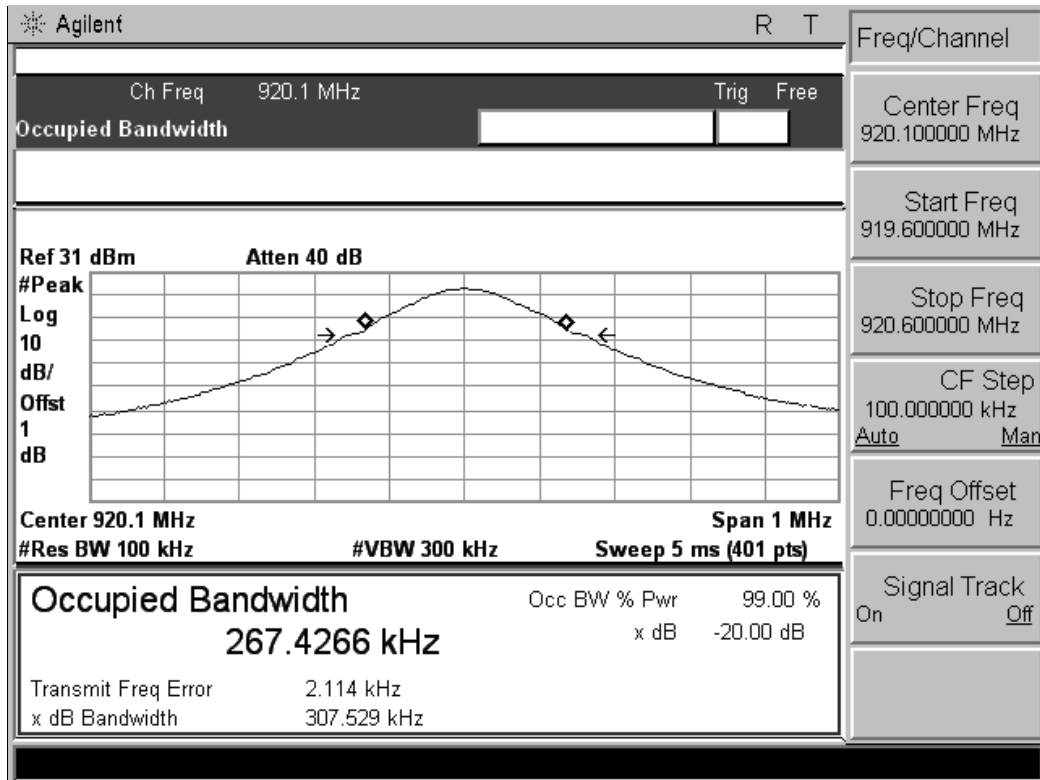 Agilent R T
Ch Freq 920.1 MHz Trig Free
Occupied Bandwidth
Ref 31 dBm Atten 40 dB
#Peak
Log
10
dB/
Offst
1
dB
Center 920.1 MHz Span 1 MHz
#Res BW 100 kHz #VBW 300 kHz Sweep 5 ms (401 pts)
Occupied Bandwidth
267.4266 kHz
Occ BW % Pwr 99.00 %
x dB -20.00 dB
Transmit Freq Error 2.114 kHz
x dB Bandwidth 307.529 kHz
Freq/Channel
Center Freq
920.100000 MHz
Start Freq
919.600000 MHz
Stop Freq
920.600000 MHz
CF Step
100.000000 kHz
Auto Man
Freq Offset
0.00000000 Hz
Signal Track
On Off